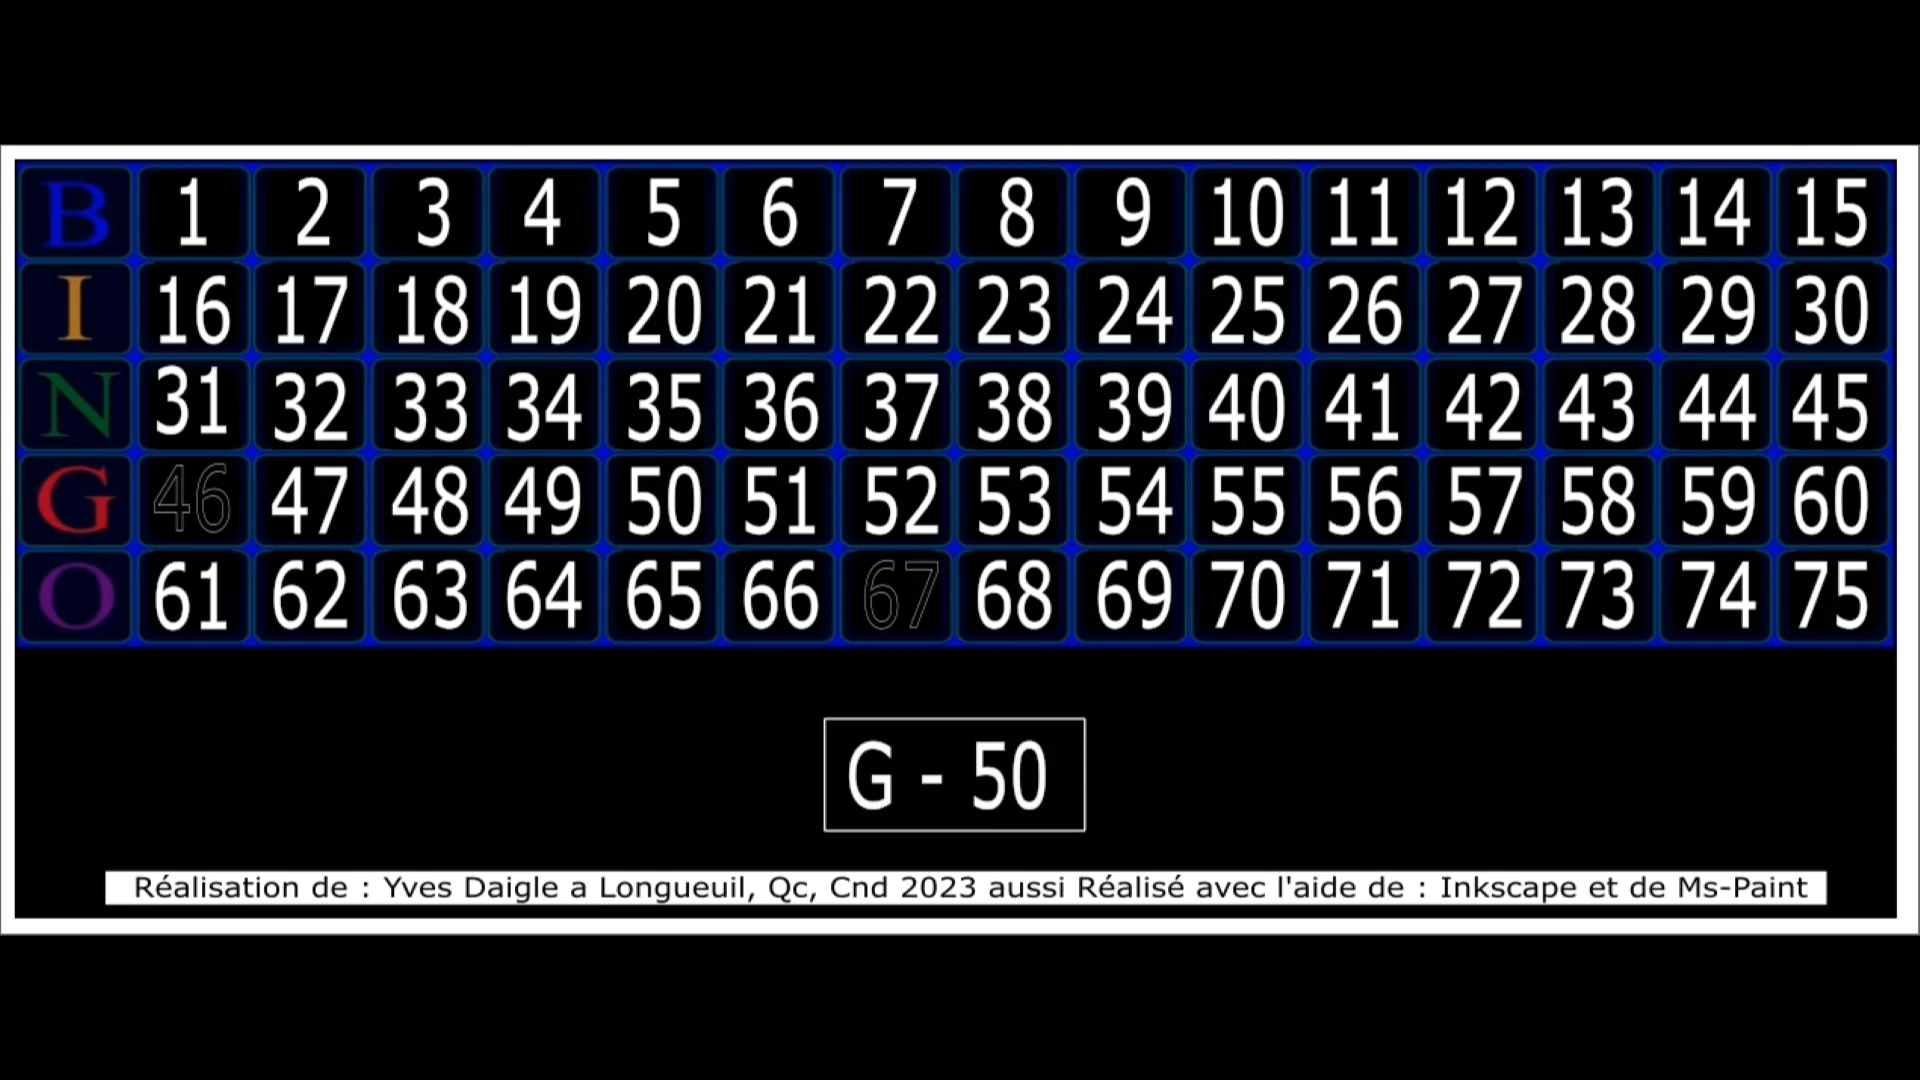 B 1 2 3 4 5 6 7 8 9 10 11 12 13 14 15
I 16 17 18 19 20 21 22 23 24 25 26 27 28 29 30
N 31 32 33 34 35 36 37 38 39 40 41 42 43 44 45
G 46 47 48 49 50 51 52 53 54 55 56 57 58 59 60
O 61 62 63 64 65 66 67 68 69 70 71 72 73 74 75
G - 50
Réalisation de : Yves Daigle a Longueuil, Qc, Cnd 2023 aussi Réalisé avec l'aide de : Inkscape et de Ms-Paint